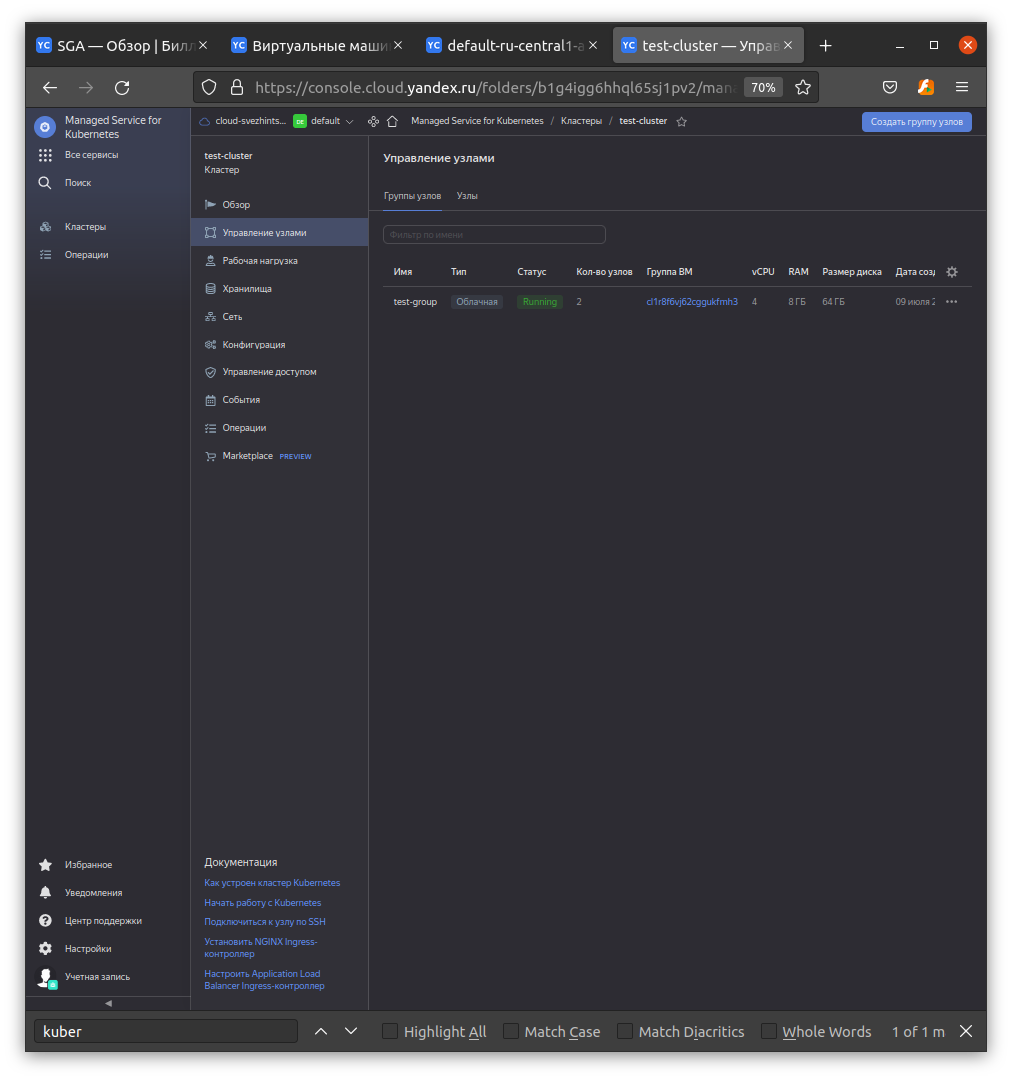 SGA — Обзор | Билл
Виртуальные маши
default-ru-central1-a
test-cluster — Управ
https://console.cloud.yandex.ru/folders/b1g4igg6hhql65sj1pv2/mana
70%
Managed Service for
Kubernetes
Все сервисы
Поиск
Кластеры
Операции
cloud-svezhints...
DE
default
Managed Service for Kubernetes / Кластеры / test-cluster
Создать группу узлов
test-cluster
Кластер
Обзор
Управление узлами
Рабочая нагрузка
Хранилища
Сеть
Конфигурация
Управление доступом
События
Операции
Marketplace PREVIEW
Управление узлами
Группы узлов Узлы
Фильтр по имени
Имя Тип Статус Кол-во узлов Группа ВМ vCPU RAM Размер диска Дата созд
test-group Облачная Running 2 cl1r8f6vj62cggukfmh3 4 8 ГБ 64 ГБ 09 июля 2
Документация
Как устроен кластер Kubernetes
Начать работу с Kubernetes
Подключиться к узлу по SSH
Установить NGINX Ingress-
контроллер
Настроить Application Load
Balancer Ingress-контроллер
Избранное
Уведомления
Центр поддержки
Настройки
Учетная запись
kuber
Highlight All
Match Case
Match Diacritics
Whole Words
1 of 1 m